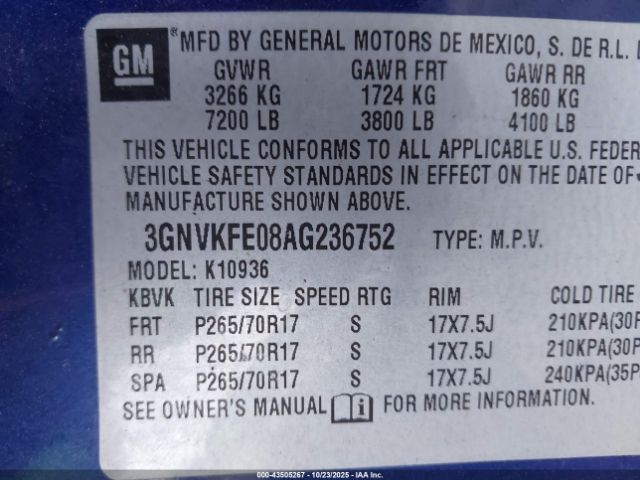 GM
MFD BY GENERAL MOTORS DE MEXICO, S. DE R.L.
GVWR GAWR FRT GAWR RR
3266 KG 1724 KG 1860 KG
7200 LB 3800 LB 4100 LB
THIS VEHICLE CONFORMS TO ALL APPLICABLE U.S. FEDER
VEHICLE SAFETY STANDARDS IN EFFECT ON THE DATE OF
MANUFACTURE SHOWN ABOVE.
3GNVKFE08AG236752 TYPE: M.P.V.
MODEL: K10936
KBVK TIRE SIZE SPEED RTG RIM COLD TIRE
FRT P265/70R17 S 17X7.5J 210KPA(30P
RR P265/70R17 S 17X7.5J 210KPA(30P
SPA P265/70R17 S 17X7.5J 240KPA(35P
SEE OWNER'S MANUAL i FOR MORE INFORMATION.
000-43505267 - 10/23/2025 - IAA Inc.